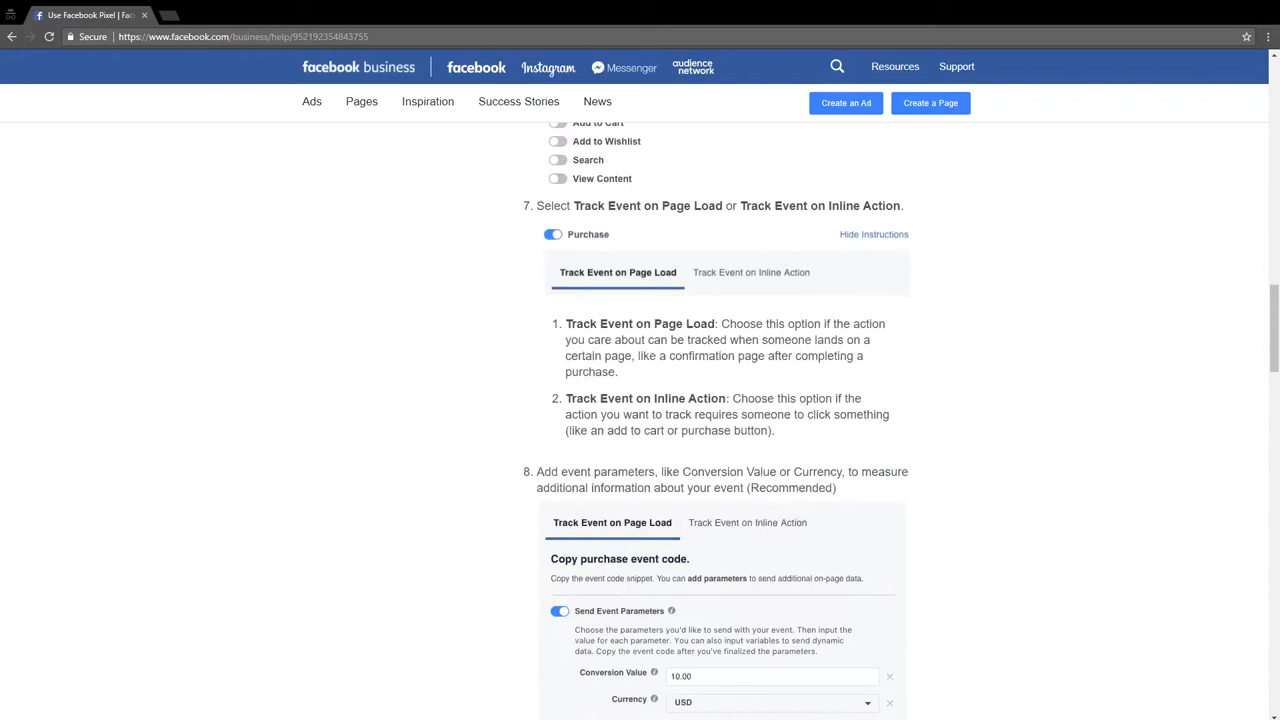 Use Facebook Pixel | Fac
Secure https://www.facebook.com/business/help/952192354843755
facebook business facebook Instagram Messenger audience network Resources Support
Ads Pages Inspiration Success Stories News Create an Ad Create a Page
Add to Cart
Add to Wishlist
Search
View Content
7. Select Track Event on Page Load or Track Event on Inline Action.
Purchase Hide Instructions
Track Event on Page Load Track Event on Inline Action
1. Track Event on Page Load: Choose this option if the action
you care about can be tracked when someone lands on a
certain page, like a confirmation page after completing a
purchase.
2. Track Event on Inline Action: Choose this option if the
action you want to track requires someone to click something
(like an add to cart or purchase button).
8. Add event parameters, like Conversion Value or Currency, to measure
additional information about your event (Recommended)
Track Event on Page Load Track Event on Inline Action
Copy purchase event code.
Copy the event code snippet. You can add parameters to send additional on-page data.
Send Event Parameters
Choose the parameters you'd like to send with your event. Then input the
value for each parameter. You can also input variables to send dynamic
data. Copy the event code after you've finalized the parameters.
Conversion Value 10.00
Currency USD